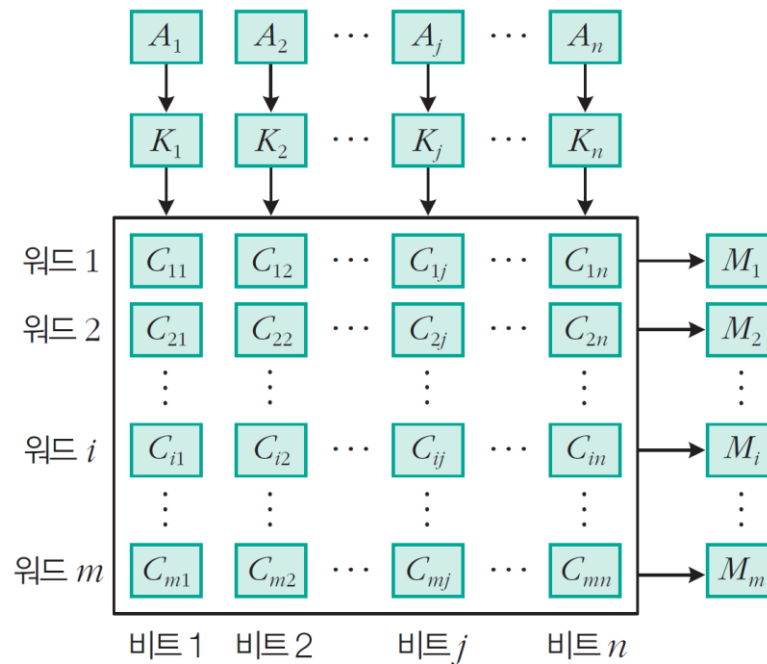 A₁ A₂ ··· Aⱼ ··· Aₙ
K₁ K₂ ··· Kⱼ ··· Kₙ
워드 1 C₁₁ C₁₂ ··· C₁ⱼ ··· C₁ₙ M₁
워드 2 C₂₁ C₂₂ ··· C₂ⱼ ··· C₂ₙ M₂
워드 i Cᵢ₁ Cᵢ₂ ··· Cᵢⱼ ··· Cᵢₙ Mᵢ
워드 m Cₘ₁ Cₘ₂ ··· Cₘⱼ ··· Cₘₙ Mₘ
비트 1 비트 2 비트 j 비트 n